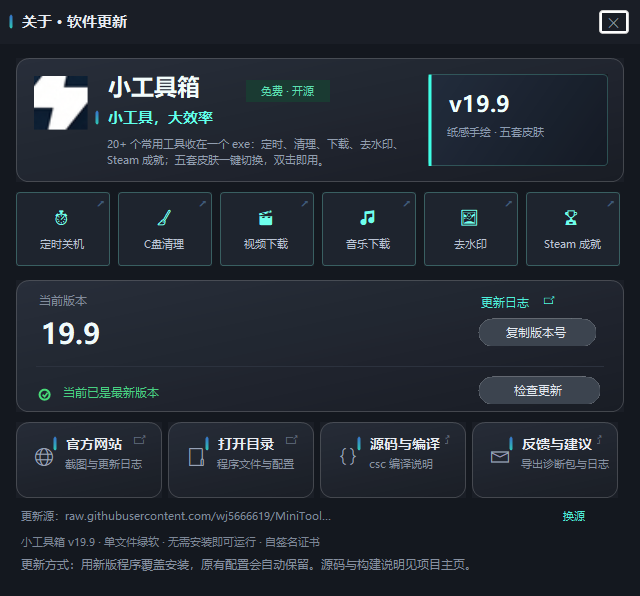 关于 • 软件更新
小工具箱
免费 · 开源
小工具，大效率
20+ 个常用工具收在一个 exe：定时、清理、下载、去水印、
Steam 成就；五套皮肤一键切换，双击即用。
v19.9
纸感手绘 · 五套皮肤
定时关机
C盘清理
视频下载
音乐下载
去水印
Steam 成就
当前版本
19.9
更新日志
复制版本号
当前已是最新版本
检查更新
官方网站
截图与更新日志
打开目录
程序文件与配置
源码与编译
csc 编译说明
反馈与建议
导出诊断包与日志
更新源：raw.githubusercontent.com/wj5666619/MiniTool...
换源
小工具箱 v19.9 · 单文件绿软 · 无需安装即可运行 · 自签名证书
更新方式：用新版程序覆盖安装，原有配置会自动保留。源码与构建说明见项目主页。